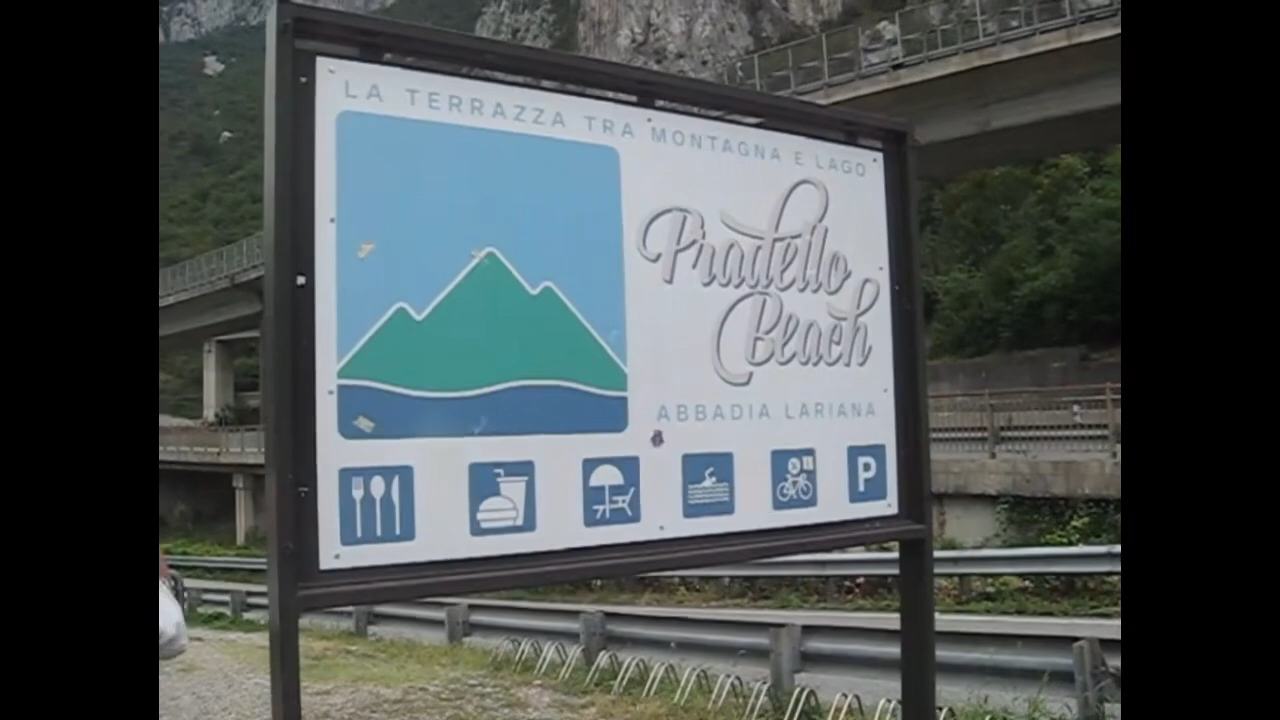 LA TERRAZZA TRA MONTAGNA E LAGO
Pradello
Beach
ABBADIA LARIANA
P